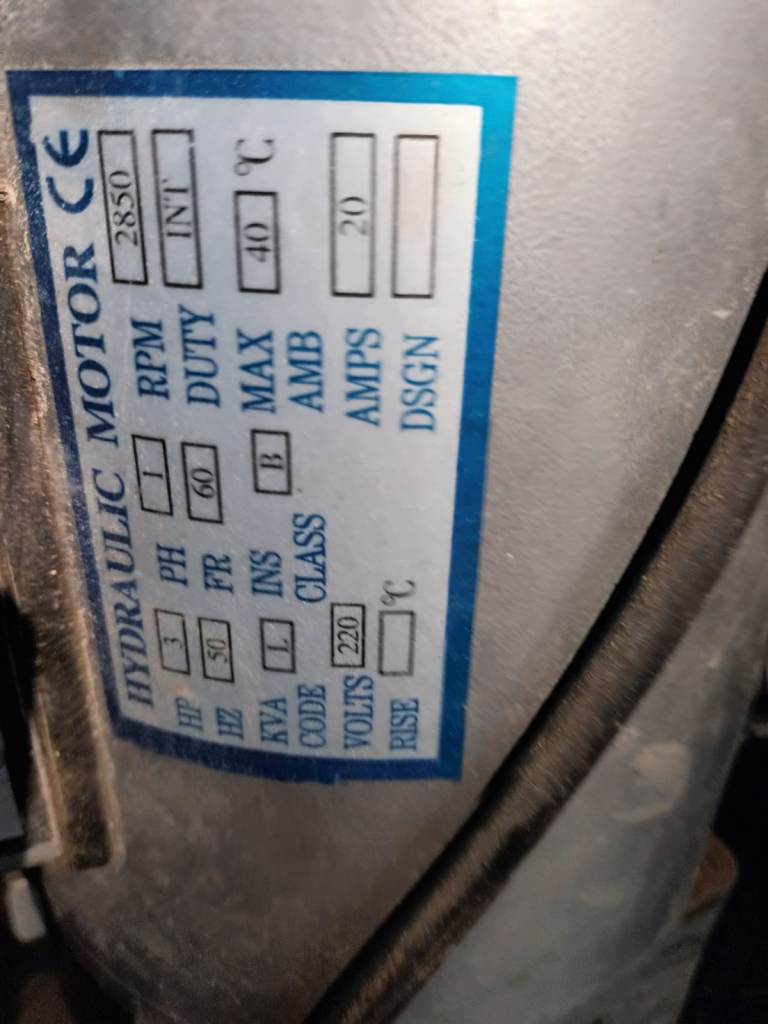 HYDRAULIC MOTOR CE
HP 3 PH 1 RPM 2850
HZ 50 FR 60 DUTY INT
KVA CODE L INS CLASS B MAX AMB 40 °C
VOLTS 220 AMPS 20
RISE °C DSGN